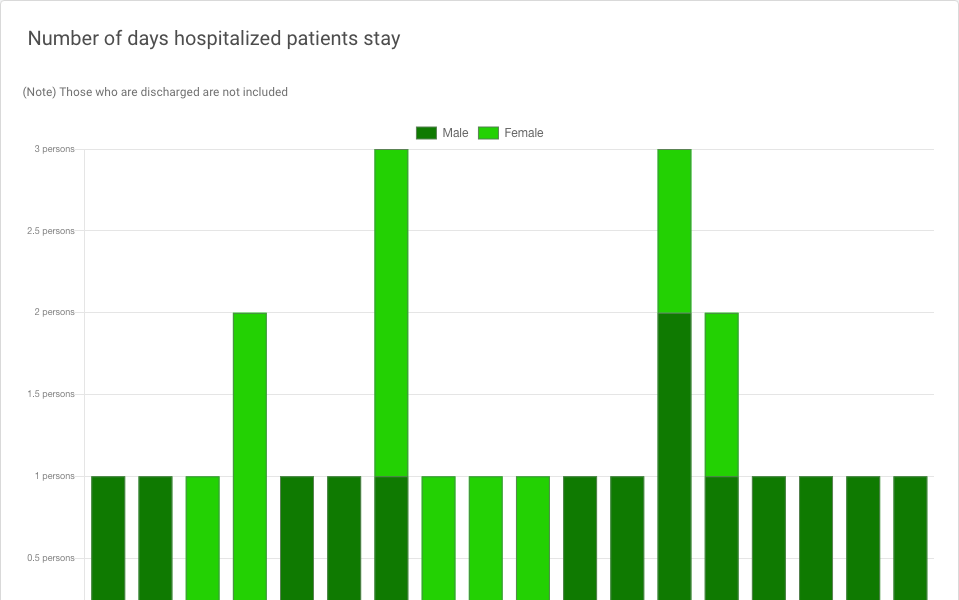 Number of days hospitalized patients stay
(Note) Those who are discharged are not included
Male Female
3 persons
2.5 persons
2 persons
1.5 persons
1 persons
0.5 persons